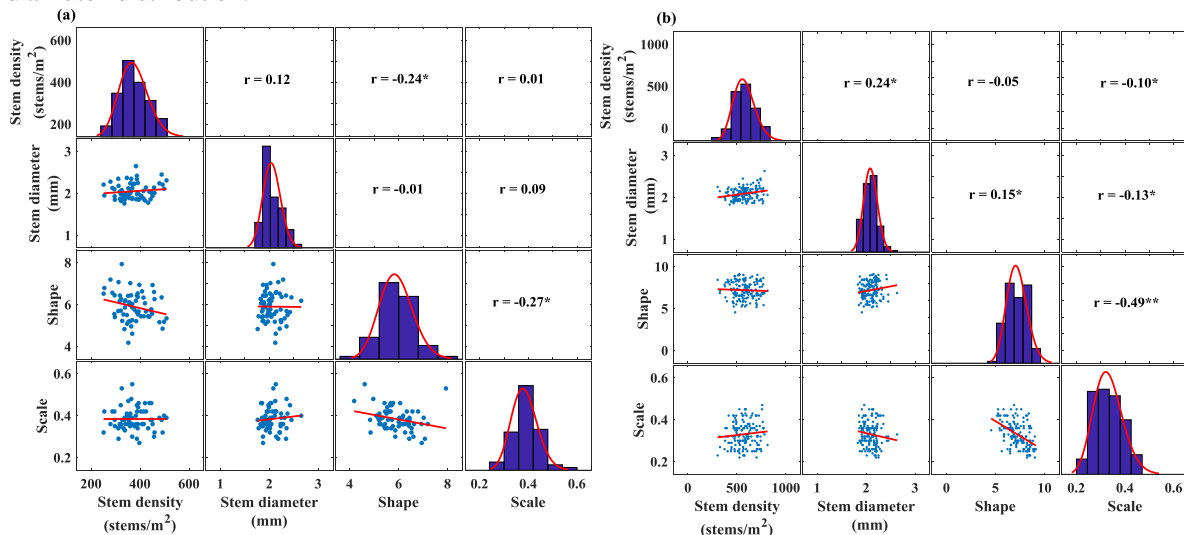 (a)
Stem density
(stems/m²)
600
400
200
r = 0.12
r = -0.24*
r = 0.01
Stem diameter
(mm)
3
2
1
r = -0.01
r = 0.09
Shape
8
6
4
r = -0.27*
Scale
0.6
0.4
0.2
200 400 600
1 2 3
4 6 8
0.2 0.4 0.6
Stem density
(stems/m²)
Stem diameter
(mm)
Shape
Scale
(b)
Stem density
(stems/m²)
1000
500
0
r = 0.24*
r = -0.05
r = -0.10*
Stem diameter
(mm)
3
2
1
r = 0.15*
r = -0.13*
Shape
10
5
0
r = -0.49**
Scale
0.6
0.4
0.2
0 500 1000
1 2 3
0 5 10
0.2 0.4 0.6
Stem density
(stems/m²)
Stem diameter
(mm)
Shape
Scale